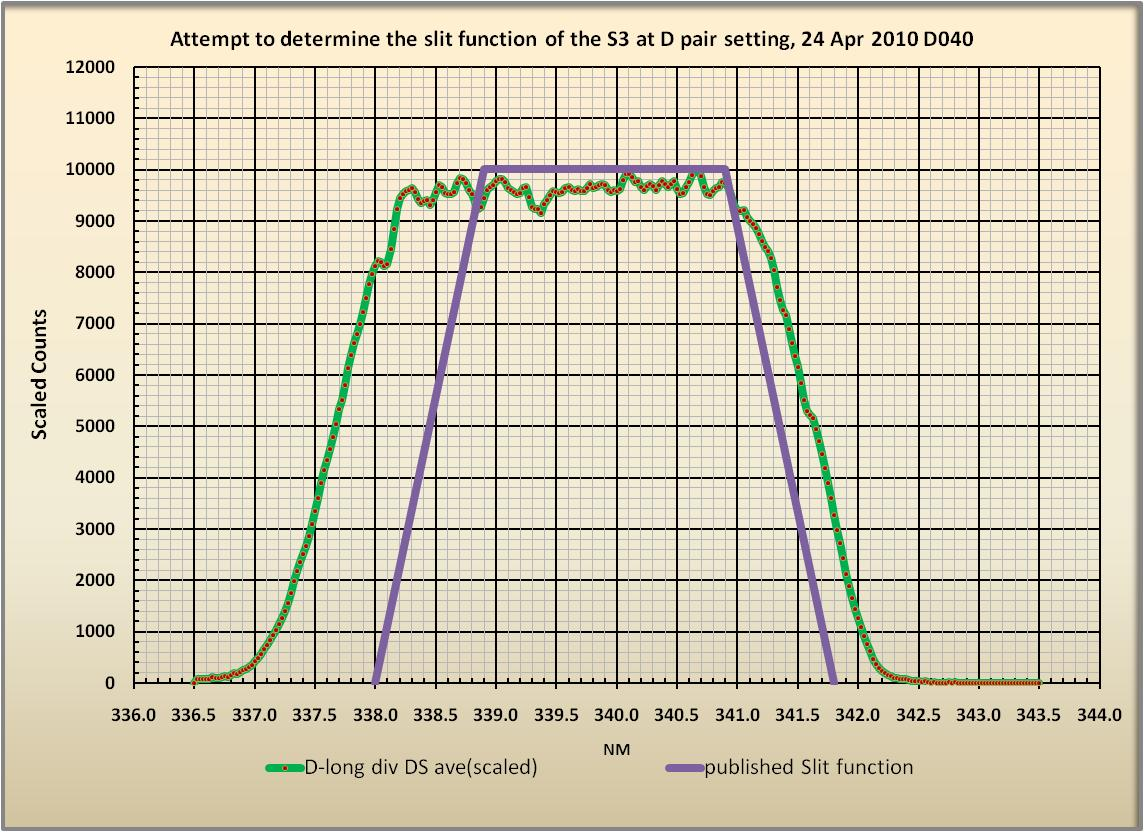 Attempt to determine the slit function of the S3 at D pair setting, 24 Apr 2010 D040
12000
11000
10000
9000
8000
7000
6000
5000
4000
3000
2000
1000
0
Scaled Counts
336.0 336.5 337.0 337.5 338.0 338.5 339.0 339.5 340.0 340.5 341.0 341.5 342.0 342.5 343.0 343.5 344.0
NM
D-long div DS ave(scaled) published Slit function